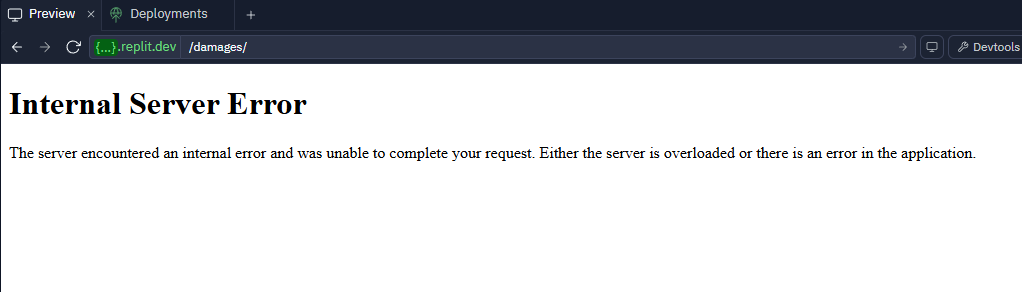 Preview × Deployments +
{...}.replit.dev /damages/ Devtools
Internal Server Error
The server encountered an internal error and was unable to complete your request. Either the server is overloaded or there is an error in the application.